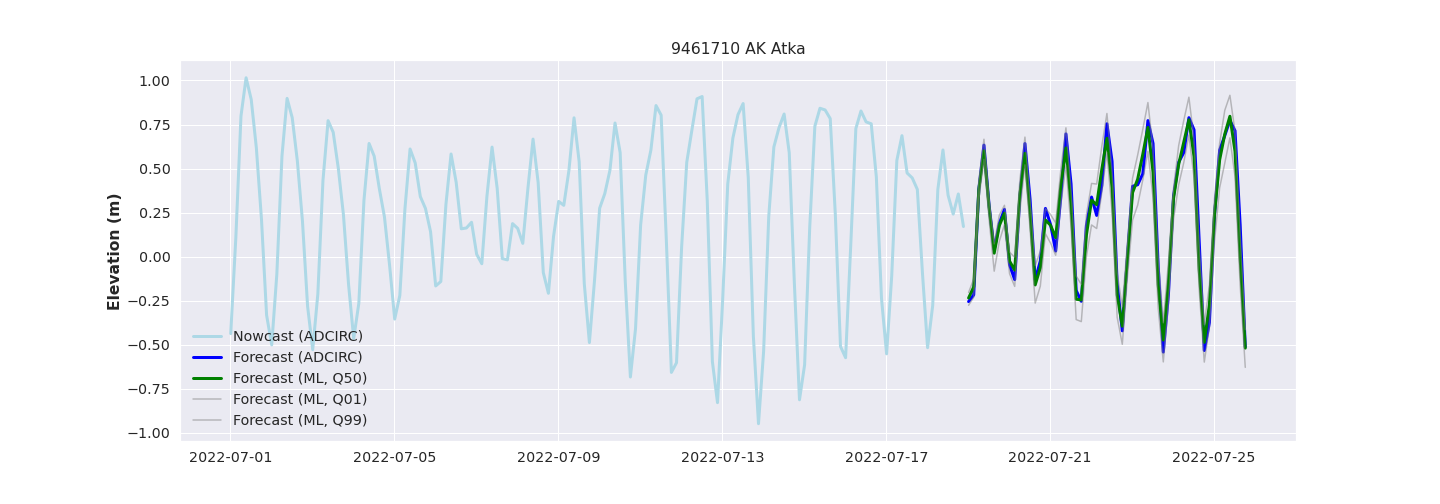 9461710 AK Atka
Elevation (m)
1.00
0.75
0.50
0.25
0.00
−0.25
−0.50
−0.75
−1.00
Nowcast (ADCIRC)
Forecast (ADCIRC)
Forecast (ML, Q50)
Forecast (ML, Q01)
Forecast (ML, Q99)
2022-07-01 2022-07-05 2022-07-09 2022-07-13 2022-07-17 2022-07-21 2022-07-25